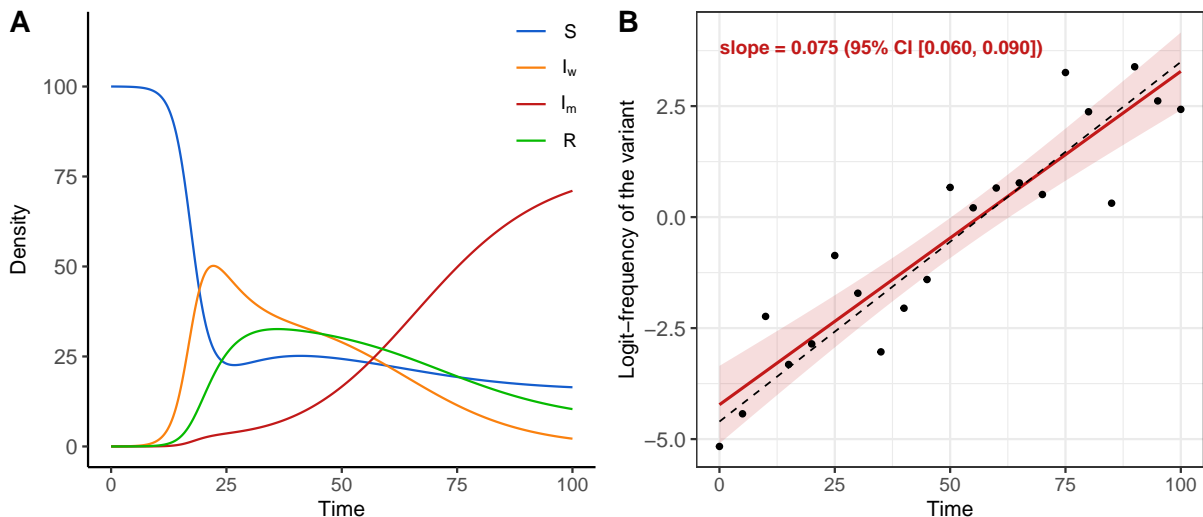 A
S
I_w
I_m
R
100
75
50
25
0
Density
0 25 50 75 100
Time
B
slope = 0.075 (95% CI [0.060, 0.090])
2.5
0.0
−2.5
−5.0
Logit−frequency of the variant
0 25 50 75 100
Time